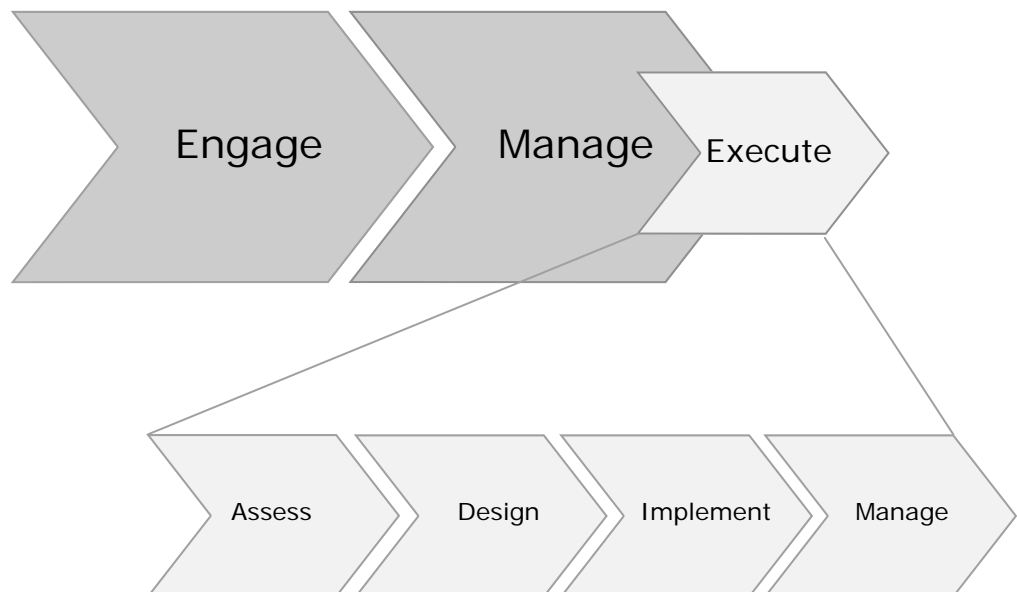 Engage
Manage
Execute
Assess
Design
Implement
Manage